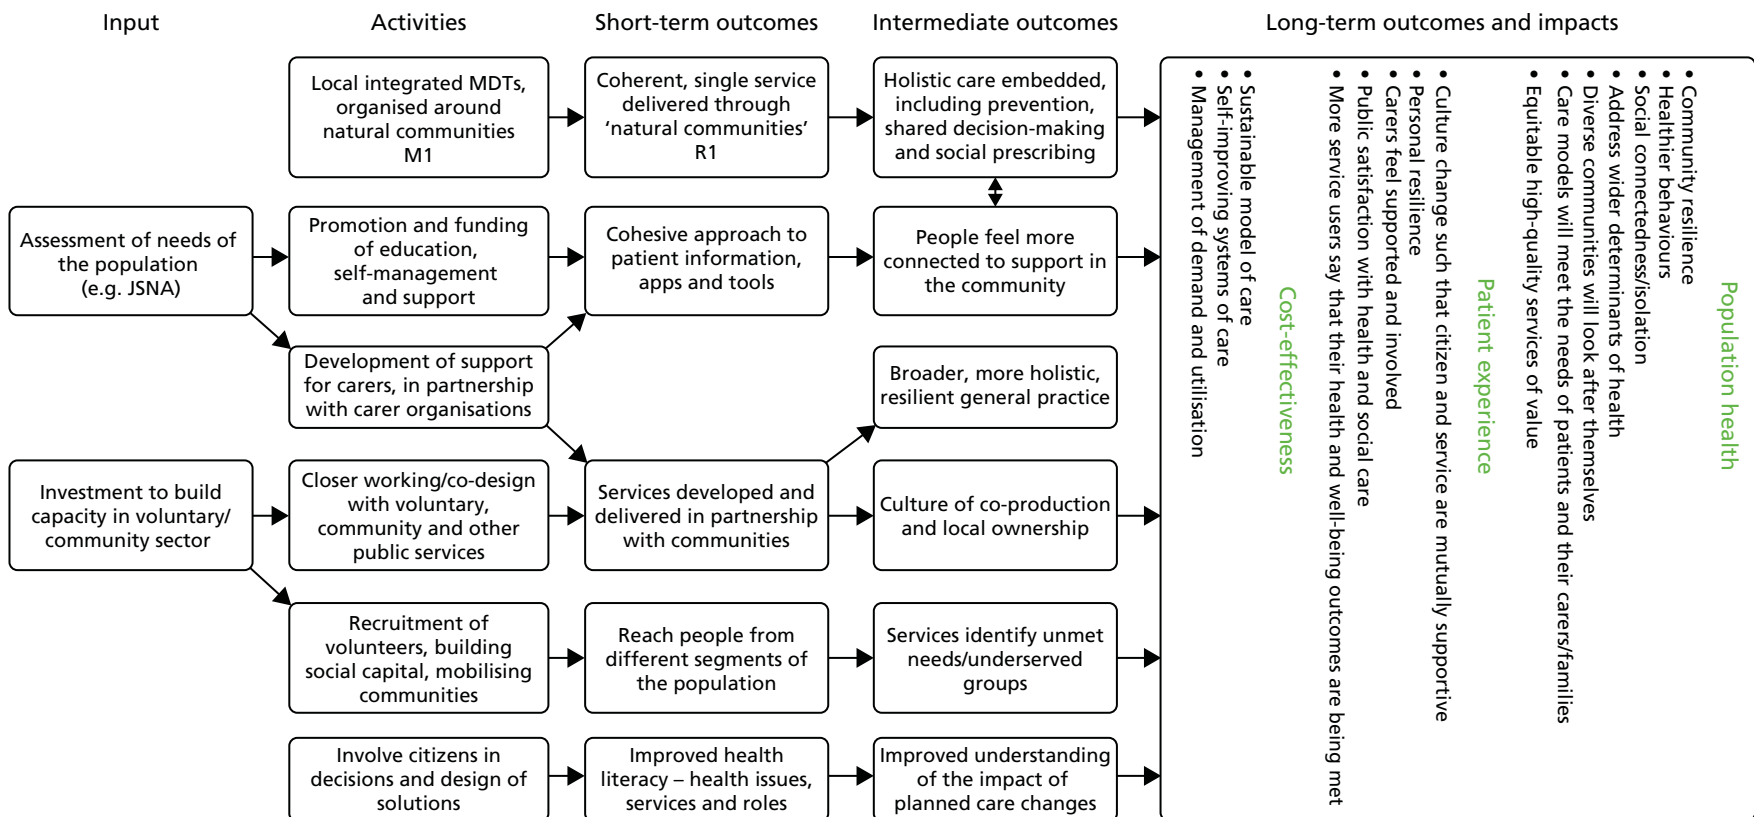 Input
Activities
Short-term outcomes
Intermediate outcomes
Long-term outcomes and impacts
Local integrated MDTs,
organised around
natural communities
M1
Coherent, single service
delivered through
‘natural communities’
R1
Holistic care embedded,
including prevention,
shared decision-making
and social prescribing
Assessment of needs of
the population
(e.g. JSNA)
Promotion and funding
of education,
self-management
and support
Cohesive approach to
patient information,
apps and tools
People feel more
connected to support in
the community
Development of support
for carers, in partnership
with carer organisations
Broader, more holistic,
resilient general practice
Investment to build
capacity in voluntary/
community sector
Closer working/co-design
with voluntary,
community and other
public services
Services developed and
delivered in partnership
with communities
Culture of co-production
and local ownership
Recruitment of
volunteers, building
social capital, mobilising
communities
Reach people from
different segments of
the population
Services identify unmet
needs/underserved
groups
Involve citizens in
decisions and design of
solutions
Improved health
literacy – health issues,
services and roles
Improved understanding
of the impact of
planned care changes
Population health
• Community resilience
• Healthier behaviours
• Social connectedness/isolation
• Address wider determinants of health
• Diverse communities will look after themselves
• Care models will meet the needs of patients and their carers/families
• Equitable high-quality services of value
Patient experience
• Culture change such that citizen and service are mutually supportive
• Personal resilience
• Carers feel supported and involved
• Public satisfaction with health and social care
• More service users say that their health and well-being outcomes are being met
Cost-effectiveness
• Sustainable model of care
• Self-improving systems of care
• Management of demand and utilisation